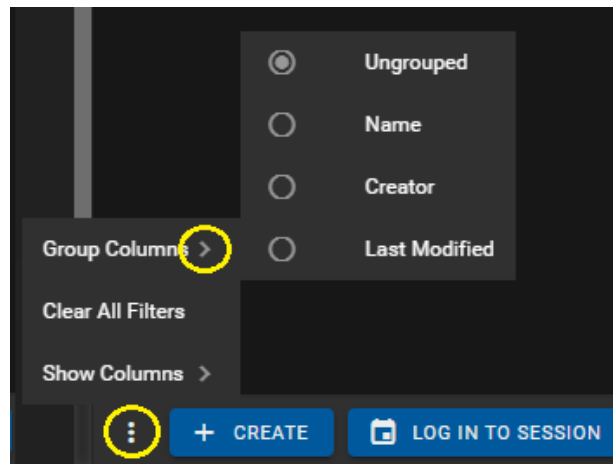 Ungrouped
Name
Creator
Last Modified
Group Columns
Clear All Filters
Show Columns
+ CREATE
LOG IN TO SESSION